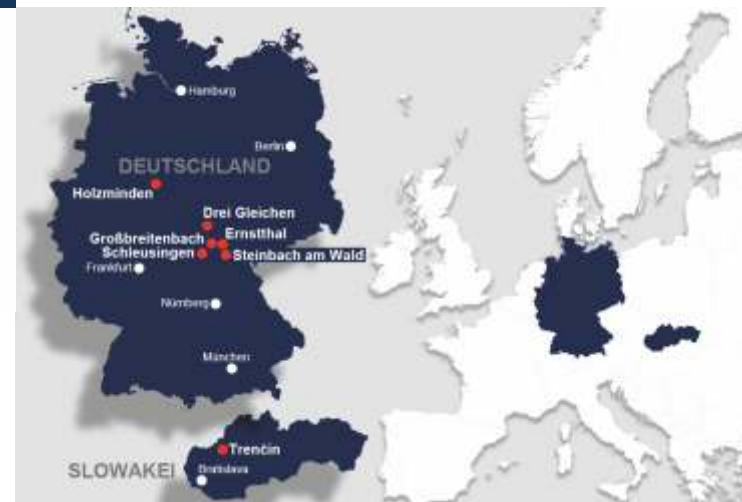 Hamburg
Berlin
DEUTSCHLAND
Holzminden
Drei Gleichen
Großbreitenbach
Ernstthal
Schleusingen
Steinbach am Wald
Frankfurt
Nürnberg
München
Trenčín
SLOWAKEI
Bratislava